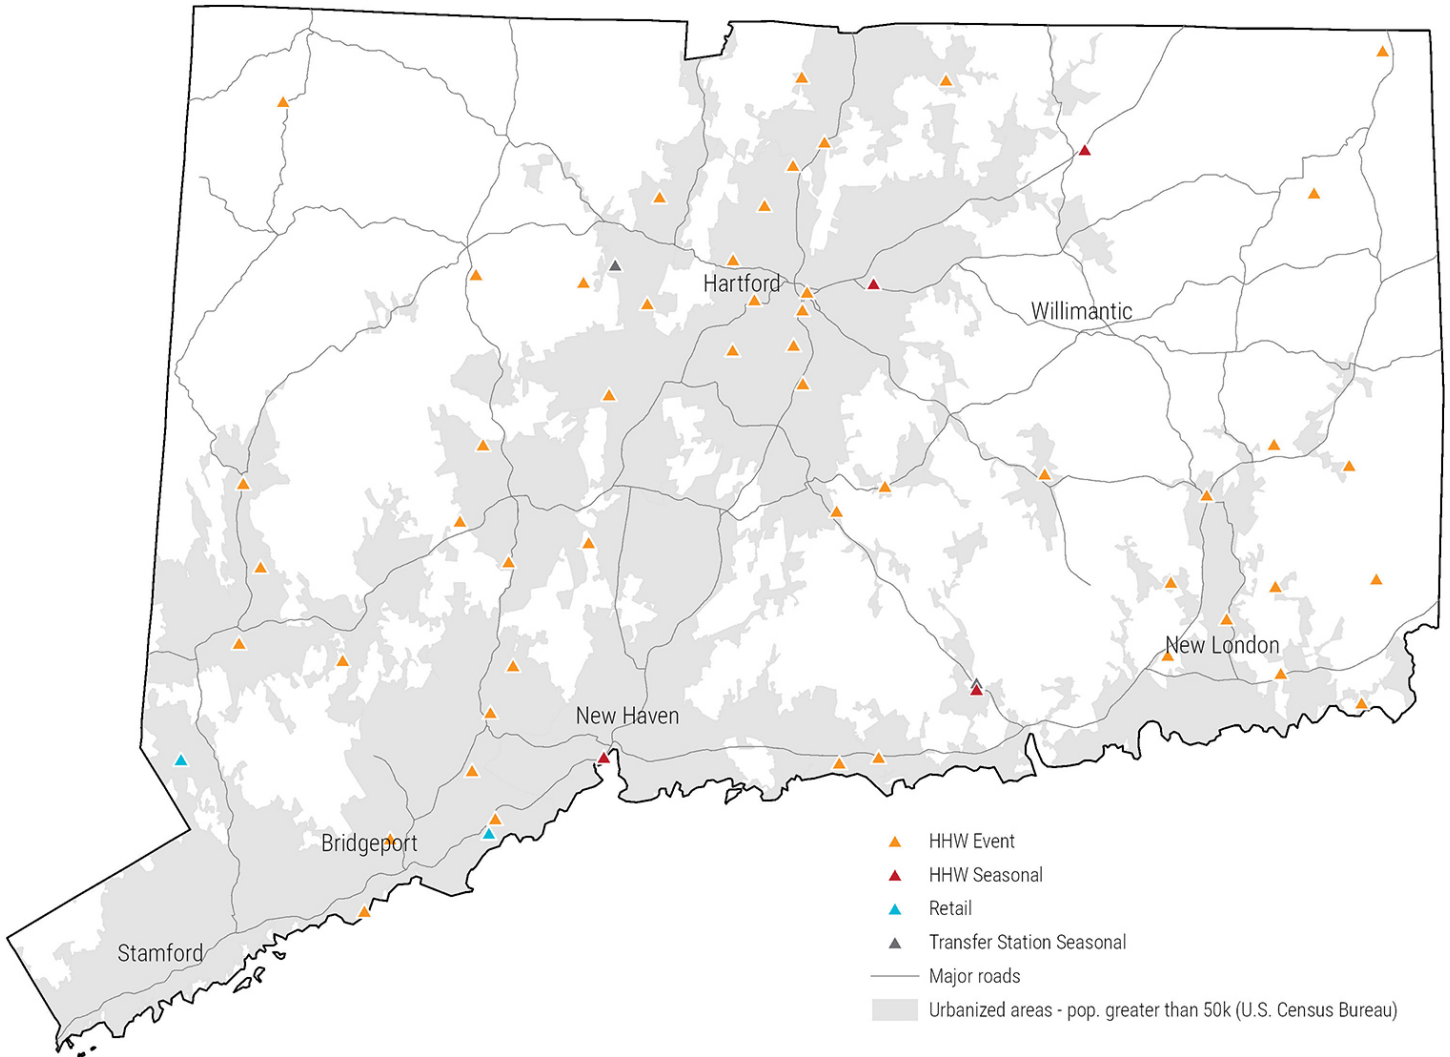 Hartford
Willimantic
New London
New Haven
Bridgeport
Stamford
HHW Event
HHW Seasonal
Retail
Transfer Station Seasonal
Major roads
Urbanized areas - pop. greater than 50k (U.S. Census Bureau)